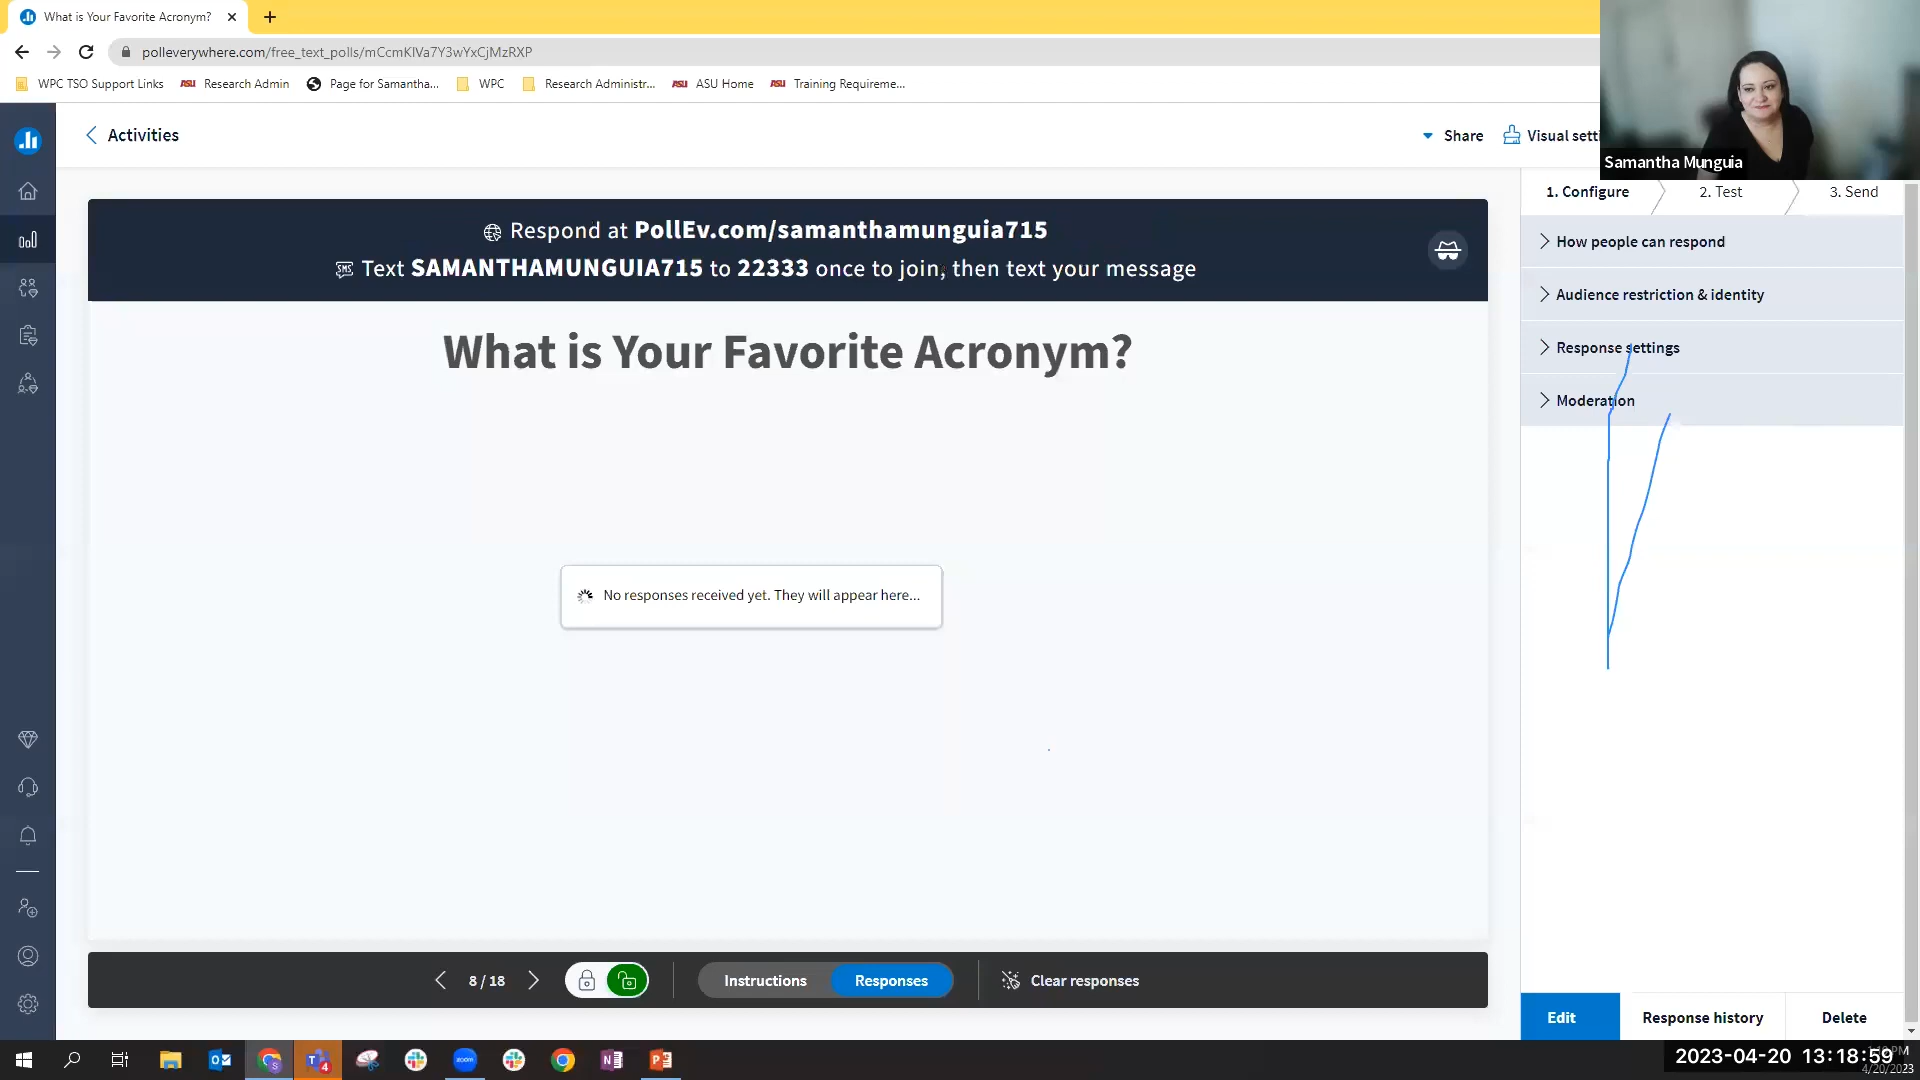 What is Your Favorite Acronym?
polleverywhere.com/free_text_polls/mCcmKIVa7Y3wYxCjMzRXP
WPC TSO Support Links ASU Research Admin Page for Samantha... WPC Research Administr... ASU ASU Home ASU Training Requireme...
Activities
Share Visual setti
Samantha Munguia
1. Configure 2. Test 3. Send
Respond at PollEv.com/samanthamunguia715
Text SAMANTHAMUNGUIA715 to 22333 once to join, then text your message
How people can respond
Audience restriction & identity
Response settings
Moderation
What is Your Favorite Acronym?
No responses received yet. They will appear here...
8 / 18 Instructions Responses Clear responses
Edit Response history Delete
2023-04-20 13:18:59
4/20/2023